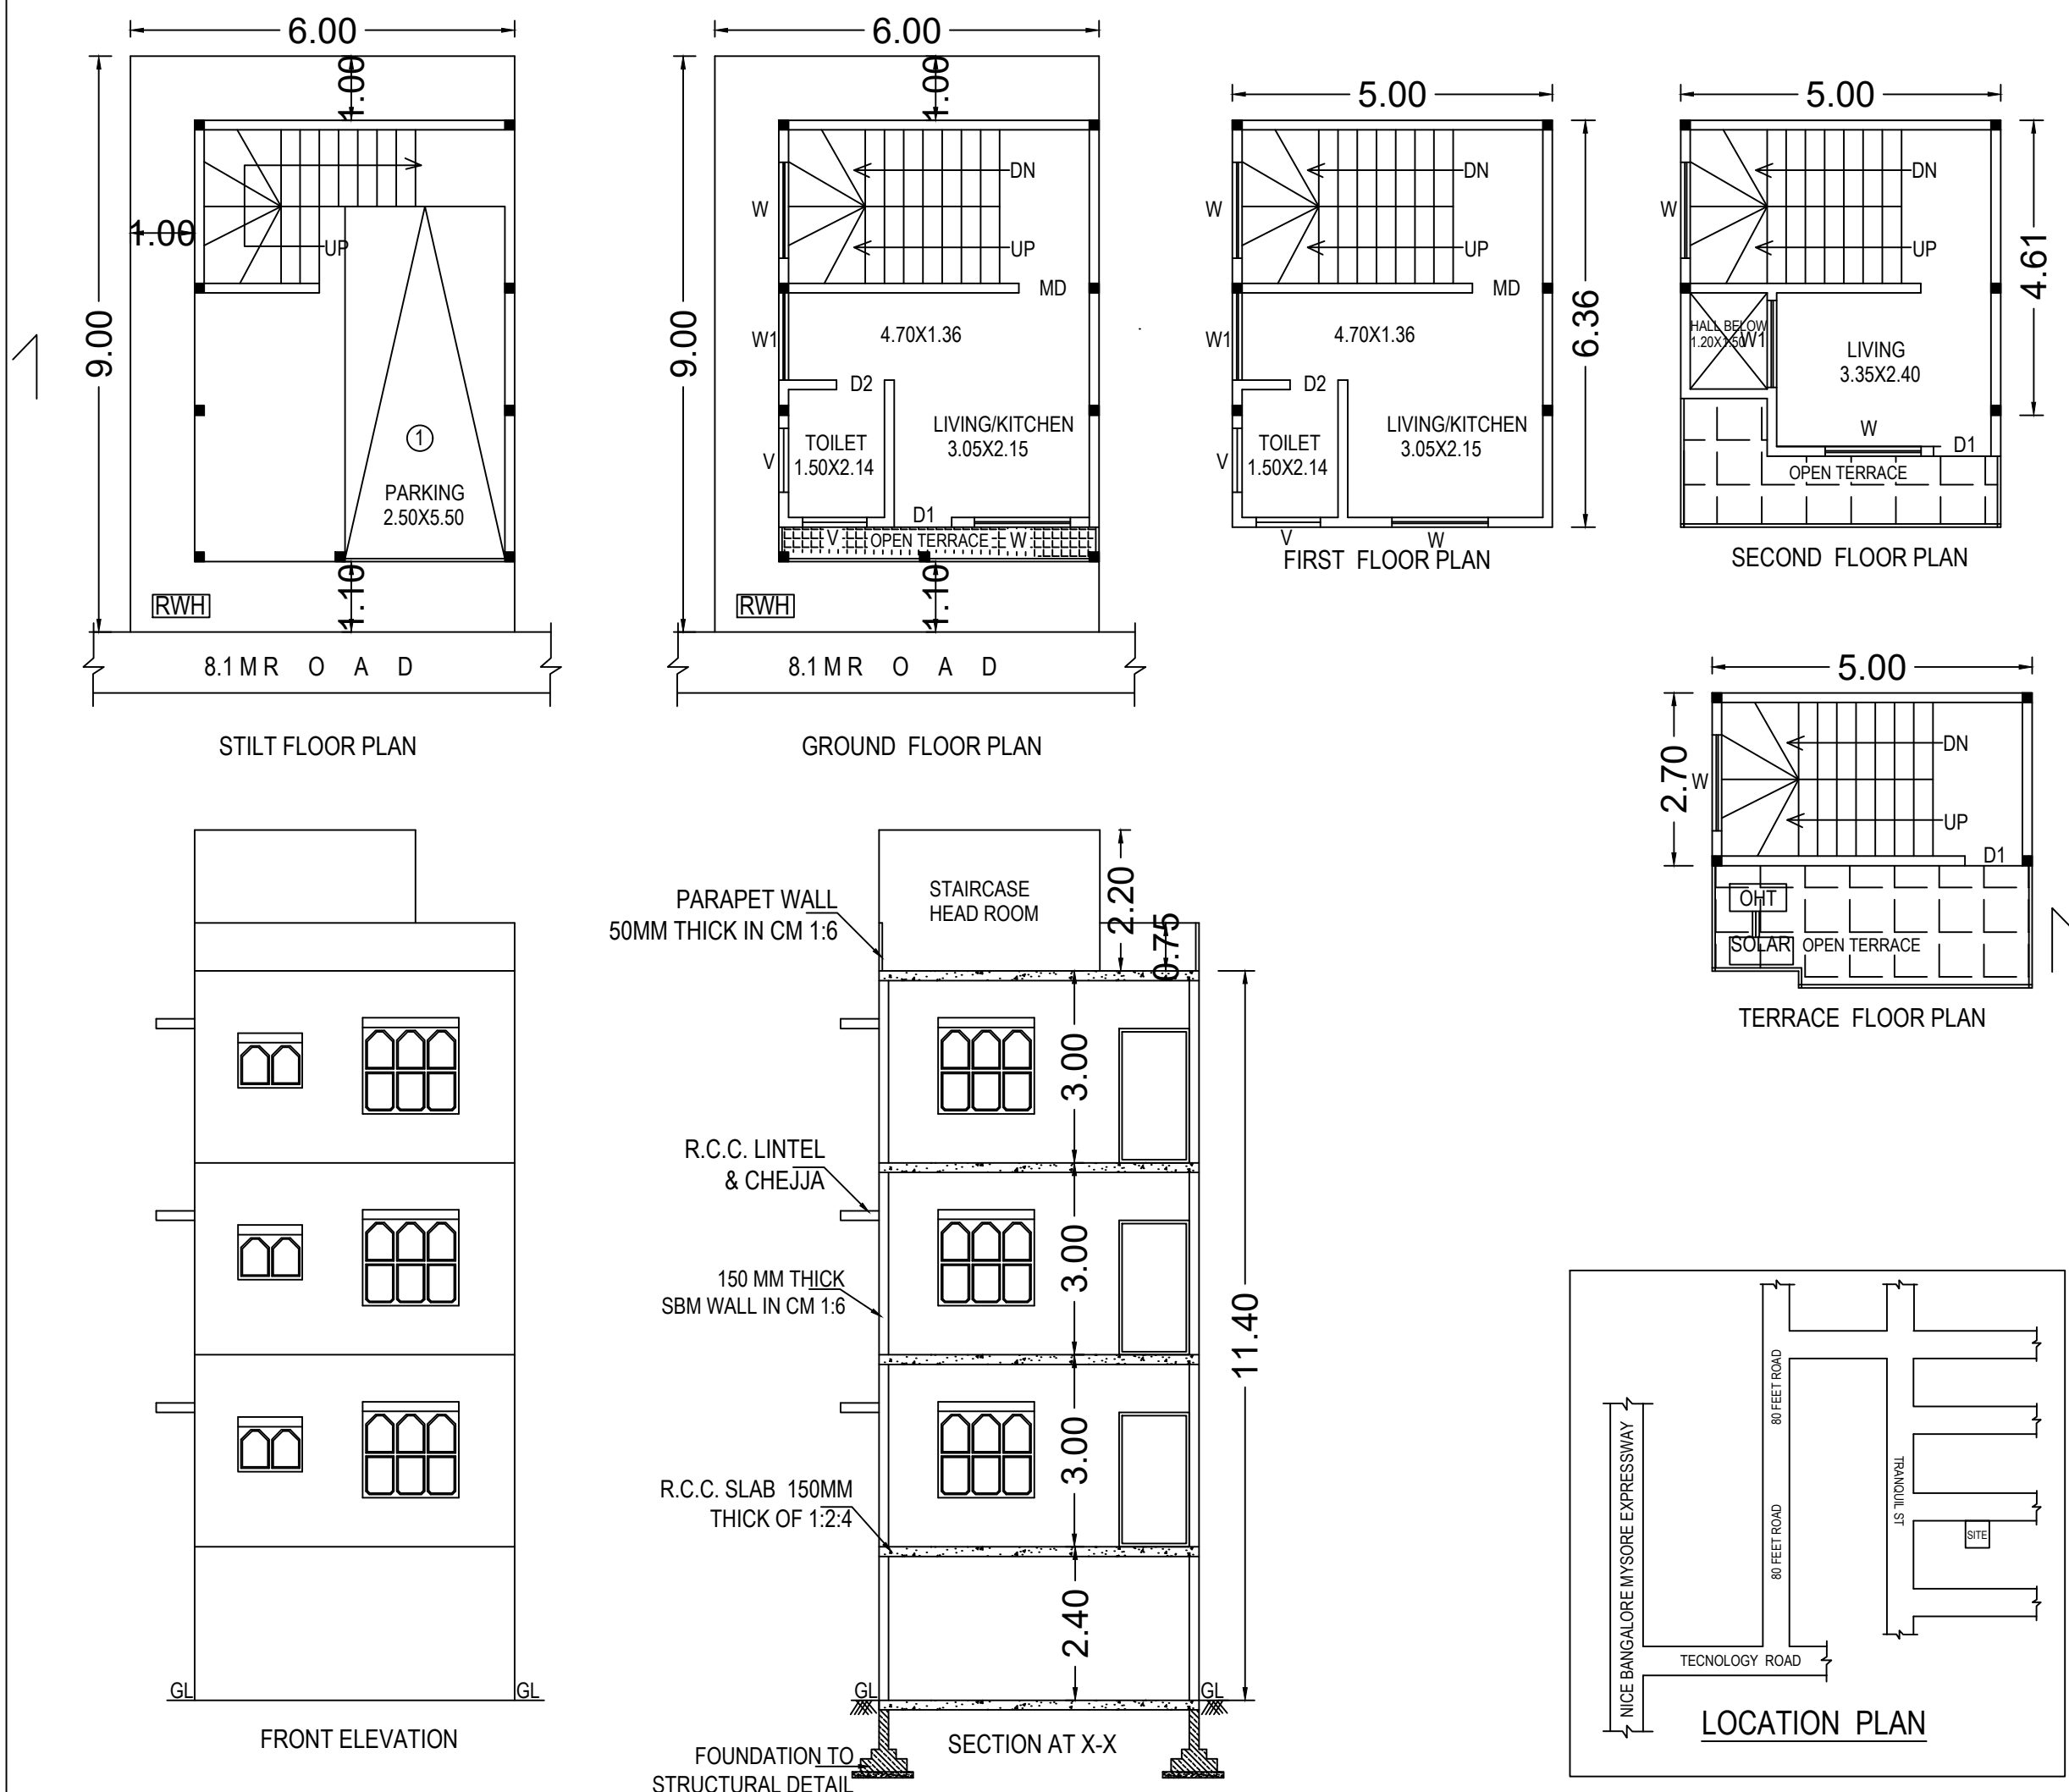 6.00
1.00
9.00
1.00
UP
1
PARKING
2.50X5.50
1.10
RWH
8.1 M R O A D
STILT FLOOR PLAN
6.00
1.00
9.00
DN
W
UP
MD
W1
4.70X1.36
D2
TOILET
1.50X2.14
LIVING/KITCHEN
3.05X2.15
V
D1
V
OPEN TERRACE
W
1.10
RWH
8.1 M R O A D
GROUND FLOOR PLAN
5.00
DN
W
UP
MD
6.36
W1
4.70X1.36
D2
TOILET
1.50X2.14
LIVING/KITCHEN
3.05X2.15
V
V
W
FIRST FLOOR PLAN
5.00
DN
W
UP
4.61
HALL BELOW
1.20X1.50
W1
LIVING
3.35X2.40
W
D1
OPEN TERRACE
SECOND FLOOR PLAN
5.00
2.70
W
DN
UP
D1
OHT
SOLAR
OPEN TERRACE
TERRACE FLOOR PLAN
GL
GL
FRONT ELEVATION
PARAPET WALL
50MM THICK IN CM 1:6
STAIRCASE
HEAD ROOM
2.20
0.75
3.00
R.C.C. LINTEL
& CHEJJA
3.00
150 MM THICK
SBM WALL IN CM 1:6
11.40
3.00
R.C.C. SLAB 150MM
THICK OF 1:2:4
2.40
GL
GL
SECTION AT X-X
FOUNDATION TO
STRUCTURAL DETAIL
NICE BANGALORE MYSORE EXPRESSWAY
80 FEET ROAD
80 FEET ROAD
TRANQUIL ST
SITE
TECNOLOGY ROAD
LOCATION PLAN